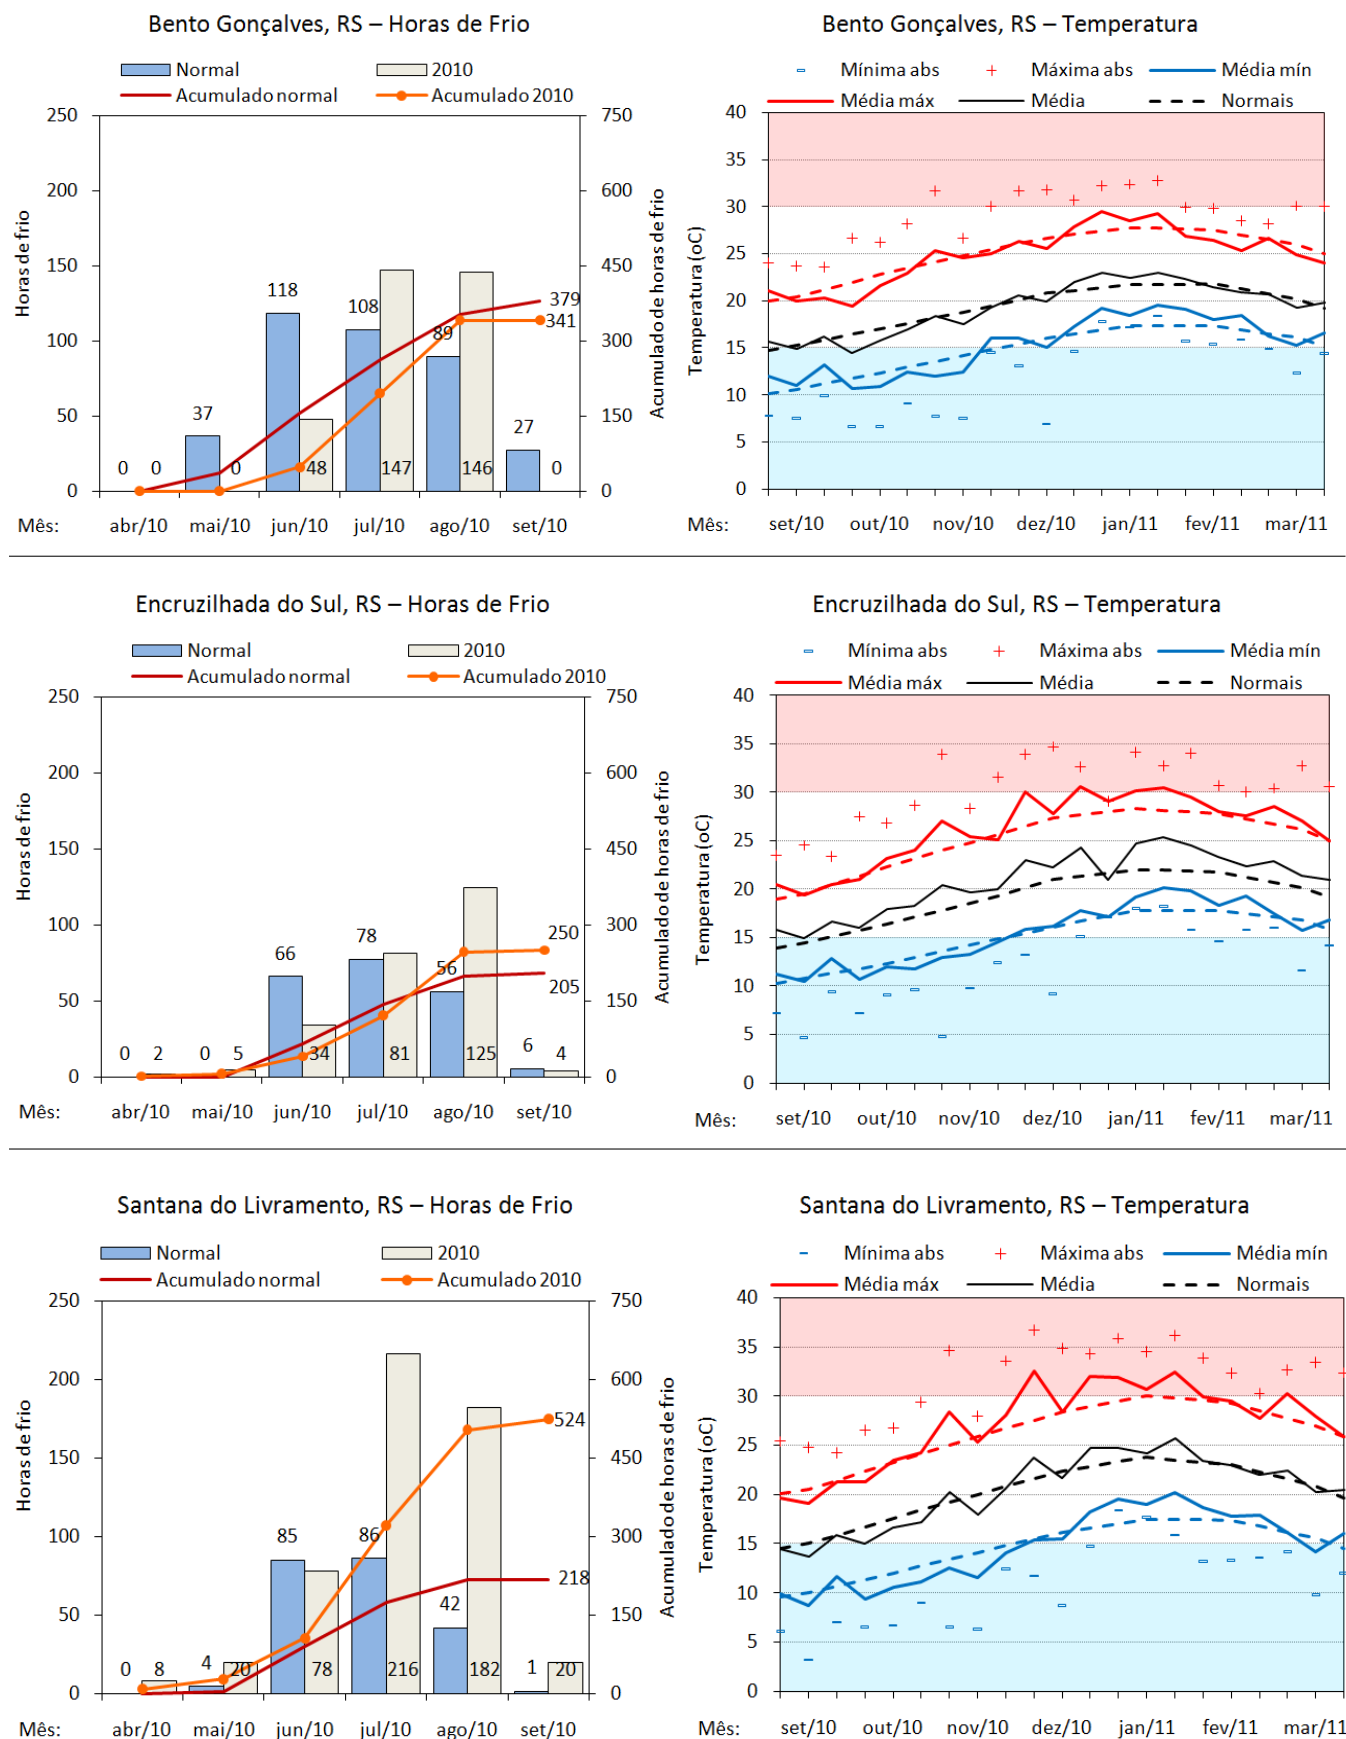 Bento Gonçalves, RS – Horas de Frio
Normal 2010
Acumulado normal Acumulado 2010
250 200 150 100 50 0
Horas de frio
750 600 450 300 150 0
Acumulado de horas de frio
0 0 37 0 118 48 108 147 89 146 27 0
379
341
Mês: abr/10 mai/10 jun/10 jul/10 ago/10 set/10
Bento Gonçalves, RS – Temperatura
Mínima abs Máxima abs Média mín
Média máx Média Normais
40 35 30 25 20 15 10 5 0
Temperatura (oC)
Mês: set/10 out/10 nov/10 dez/10 jan/11 fev/11 mar/11
Encruzilhada do Sul, RS – Horas de Frio
Normal 2010
Acumulado normal Acumulado 2010
250 200 150 100 50 0
Horas de frio
750 600 450 300 150 0
Acumulado de horas de frio
0 2 0 5 66 34 78 81 56 125 6 4
250
205
Mês: abr/10 mai/10 jun/10 jul/10 ago/10 set/10
Encruzilhada do Sul, RS – Temperatura
Mínima abs Máxima abs Média mín
Média máx Média Normais
40 35 30 25 20 15 10 5 0
Temperatura (oC)
Mês: set/10 out/10 nov/10 dez/10 jan/11 fev/11 mar/11
Santana do Livramento, RS – Horas de Frio
Normal 2010
Acumulado normal Acumulado 2010
250 200 150 100 50 0
Horas de frio
750 600 450 300 150 0
Acumulado de horas de frio
0 8 4 20 85 78 86 216 42 182 1 20
524
218
Mês: abr/10 mai/10 jun/10 jul/10 ago/10 set/10
Santana do Livramento, RS – Temperatura
Mínima abs Máxima abs Média mín
Média máx Média Normais
40 35 30 25 20 15 10 5 0
Temperatura (oC)
Mês: set/10 out/10 nov/10 dez/10 jan/11 fev/11 mar/11